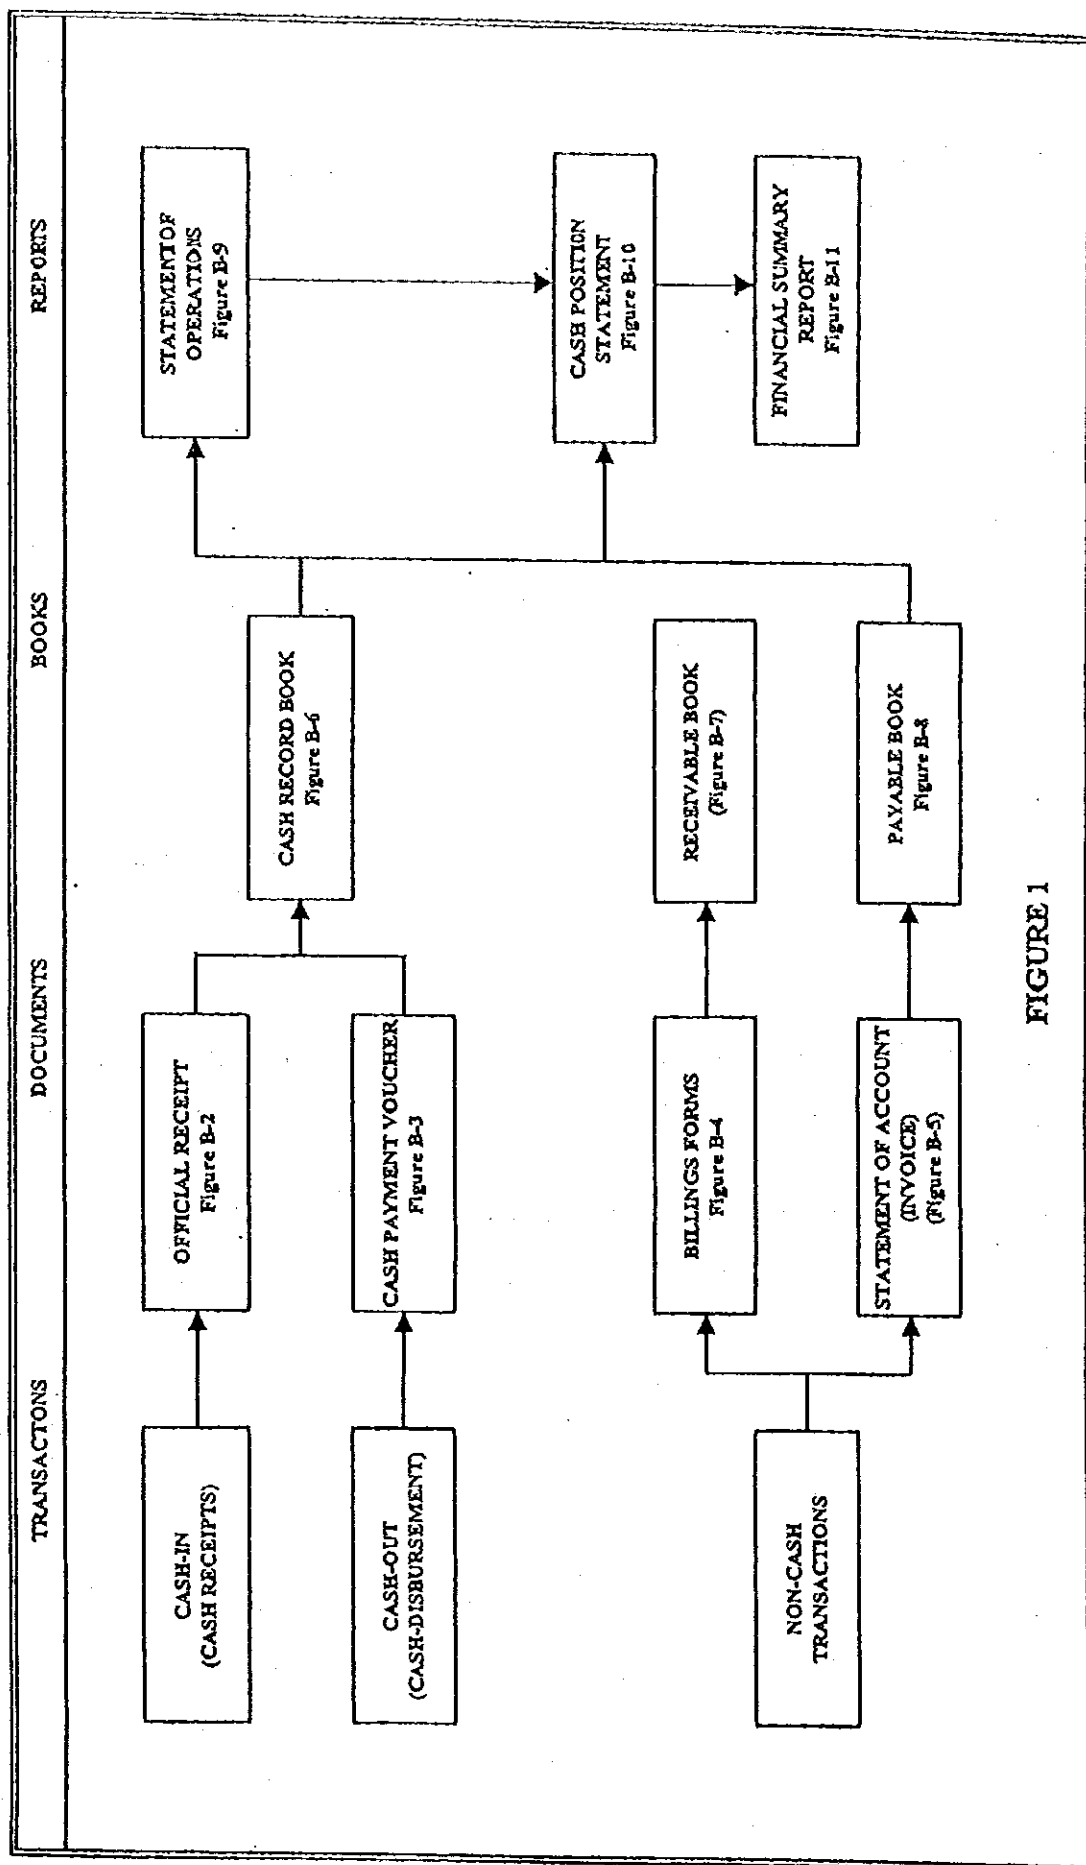 TRANSACTONS
DOCUMENTS
BOOKS
REPORTS
CASH-IN
(CASH RECEIPTS)
OFFICIAL RECEIPT
Figure B-2
CASH RECORD BOOK
Figure B-6
STATEMENTOF
OPERATIONS
Figure B-9
CASH-OUT
(CASH-DISBURSEMENT)
CASH PAYMENT VOUCHER
Figure B-3
CASH POSITION
STATEMENT
Figure B-10
NON-CASH
TRANSACTIONS
BILLINGS FORMS
Figure B-4
RECEIVABLE BOOK
(Figure B-7)
FINANCIAL SUMMARY
REPORT
Figure B-11
STATEMENT OF ACCOUNT
(INVOICE)
(Figure B-5)
PAYABLE BOOK
Figure B-8
FIGURE 1